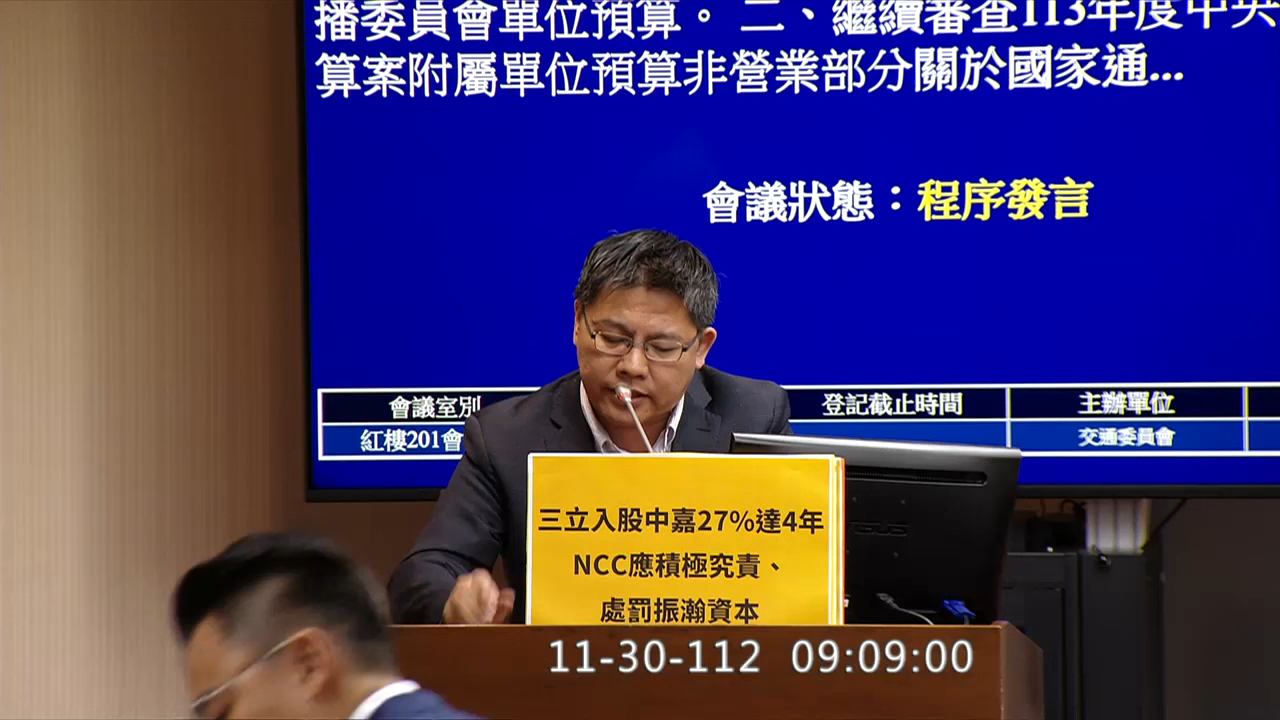 播委員會單位預算。 二、繼續審查113年度中央
算案附屬單位預算非營業部分關於國家通...
會議狀態：程序發言
會議室別 登記截止時間 主辦單位
紅樓201會 交通委員會
三立入股中嘉27%達4年
NCC應積極究責、
處罰振瀚資本
ASUS
11-30-112 09:09:00